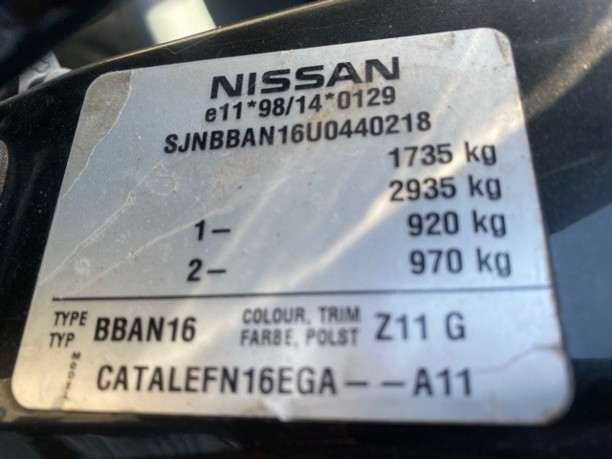 NISSAN
e11*98/14*0129
SJNBBAN16U0440218
1735 kg
2935 kg
1- 920 kg
2- 970 kg
TYPE TYP BBAN16 COLOUR, TRIM FARBE, POLST Z11 G
MODEL CATALEFN16EGA--A11